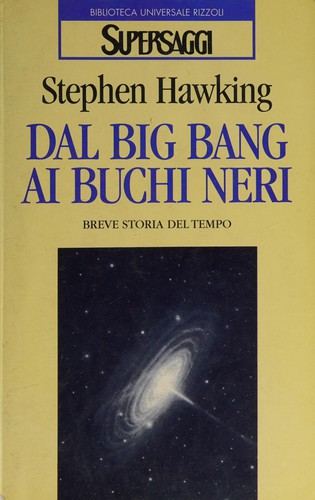 BIBLIOTECA UNIVERSALE RIZZOLI
SUPERSAGGI
Stephen Hawking
DAL BIG BANG
AI BUCHI NERI
BREVE STORIA DEL TEMPO